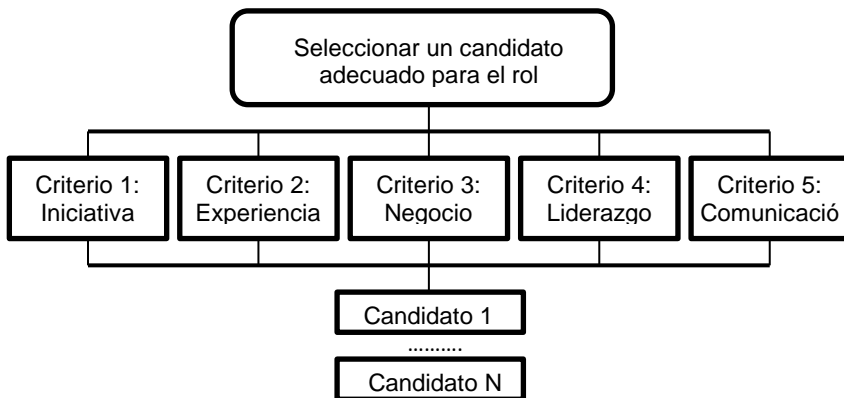 Seleccionar un candidato
adecuado para el rol
Criterio 1:
Iniciativa
Criterio 2:
Experiencia
Criterio 3:
Negocio
Criterio 4:
Liderazgo
Criterio 5:
Comunicació
Candidato 1
..........
Candidato N